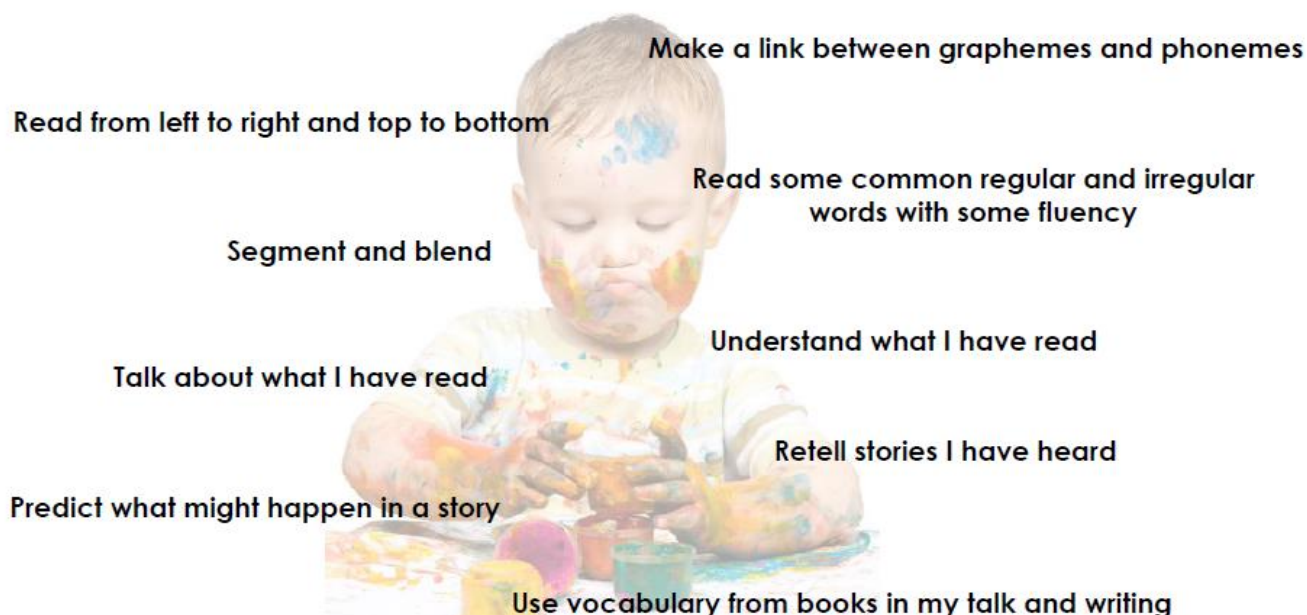 Make a link between graphemes and phonemes
Read from left to right and top to bottom
Read some common regular and irregular
words with some fluency
Segment and blend
Understand what I have read
Talk about what I have read
Retell stories I have heard
Predict what might happen in a story
Use vocabulary from books in my talk and writing